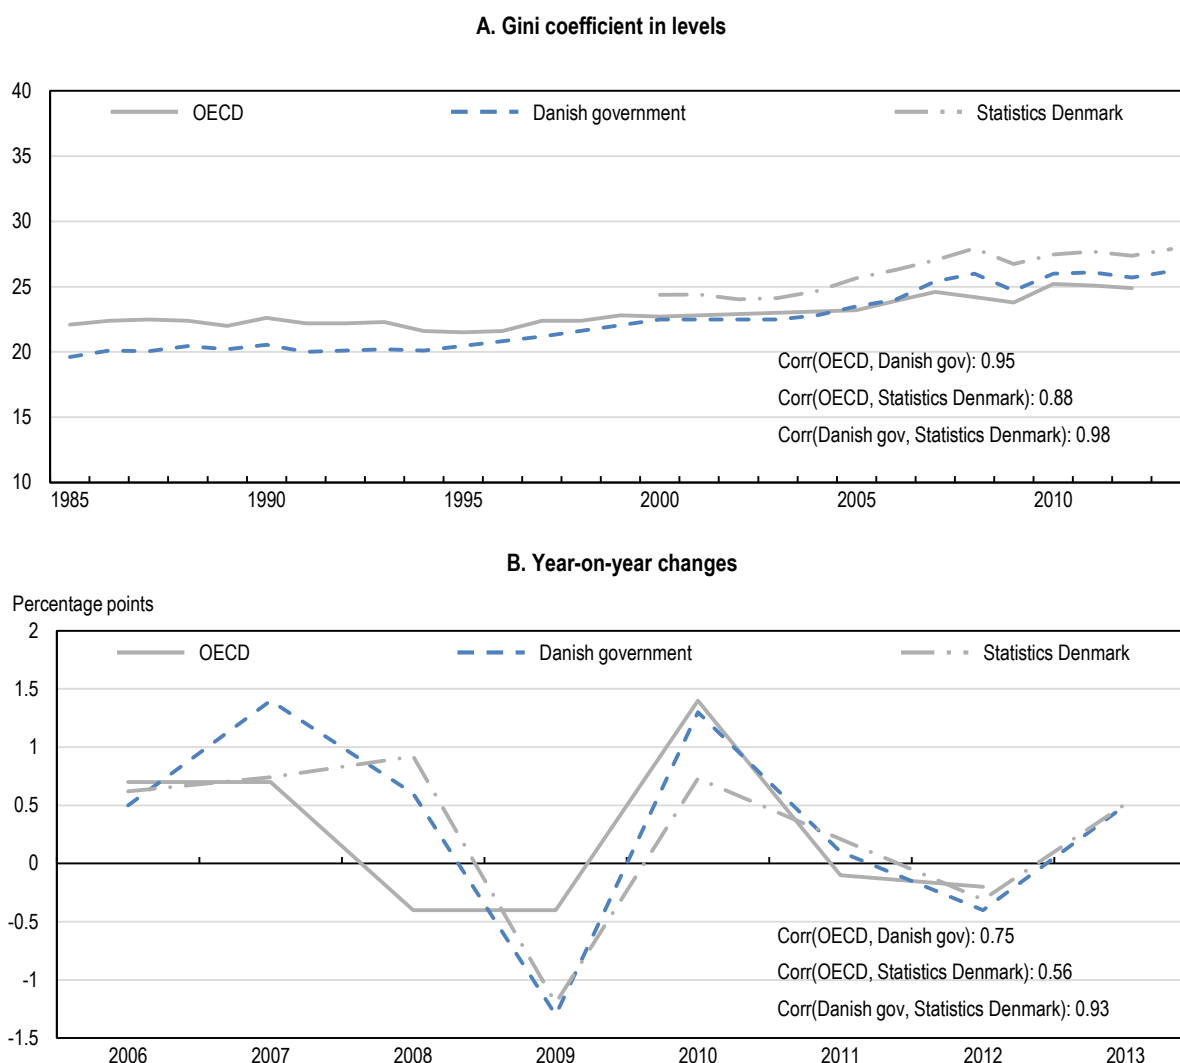 A. Gini coefficient in levels
40
OECD
Danish government
Statistics Denmark
35
30
25
20
Corr(OECD, Danish gov): 0.95
Corr(OECD, Statistics Denmark): 0.88
15
Corr(Danish gov, Statistics Denmark): 0.98
10
1985
1990
1995
2000
2005
2010
B. Year-on-year changes
Percentage points
2
OECD
Danish government
Statistics Denmark
1.5
1
0.5
0
-0.5
Corr(OECD, Danish gov): 0.75
Corr(OECD, Statistics Denmark): 0.56
-1
Corr(Danish gov, Statistics Denmark): 0.93
-1.5
2006
2007
2008
2009
2010
2011
2012
2013